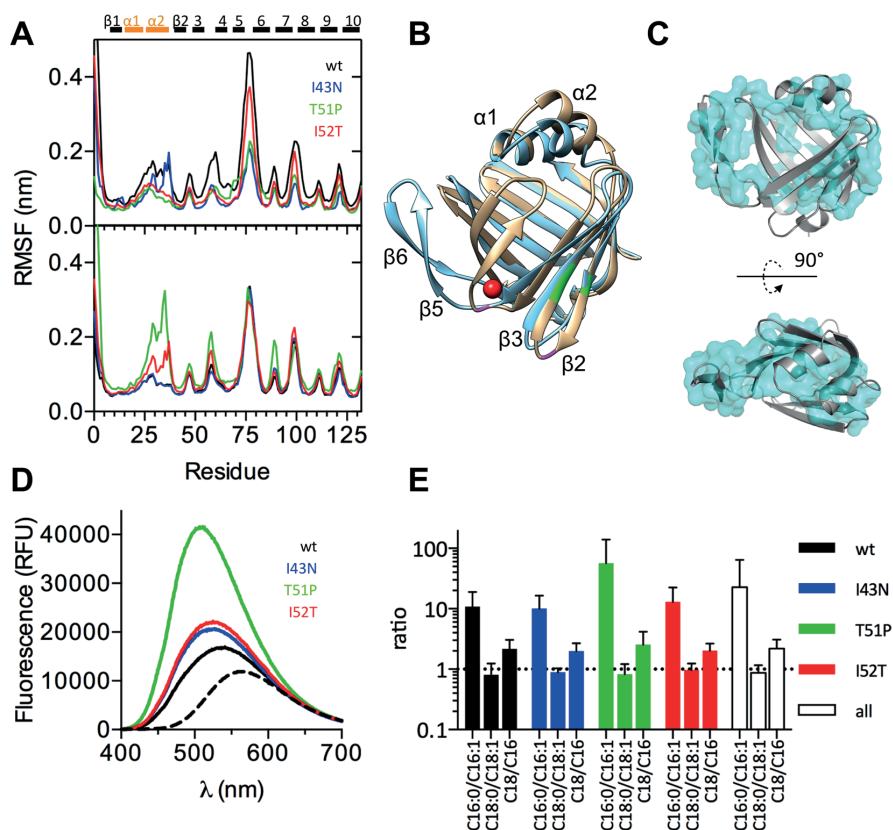 A
β1 α1 α2 β2 3 4 5 6 7 8 9 10
wt
I43N
T51P
I52T
0.4
0.2
0.0
0.4
0.2
0.0
RMSF (nm)
0 25 50 75 100 125
Residue
B
α2
α1
β6
β5
β3
β2
C
90°
D
Fluorescence (RFU)
40000
30000
20000
10000
0
wt
I43N
T51P
I52T
400 500 600 700
λ (nm)
E
ratio
100
10
1
0.1
C16:0/C16:1
C18:0/C18:1
C18/C16
C16:0/C16:1
C18:0/C18:1
C18/C16
C16:0/C16:1
C18:0/C18:1
C18/C16
C16:0/C16:1
C18:0/C18:1
C18/C16
C16:0/C16:1
C18:0/C18:1
C18/C16
wt
I43N
T51P
I52T
all